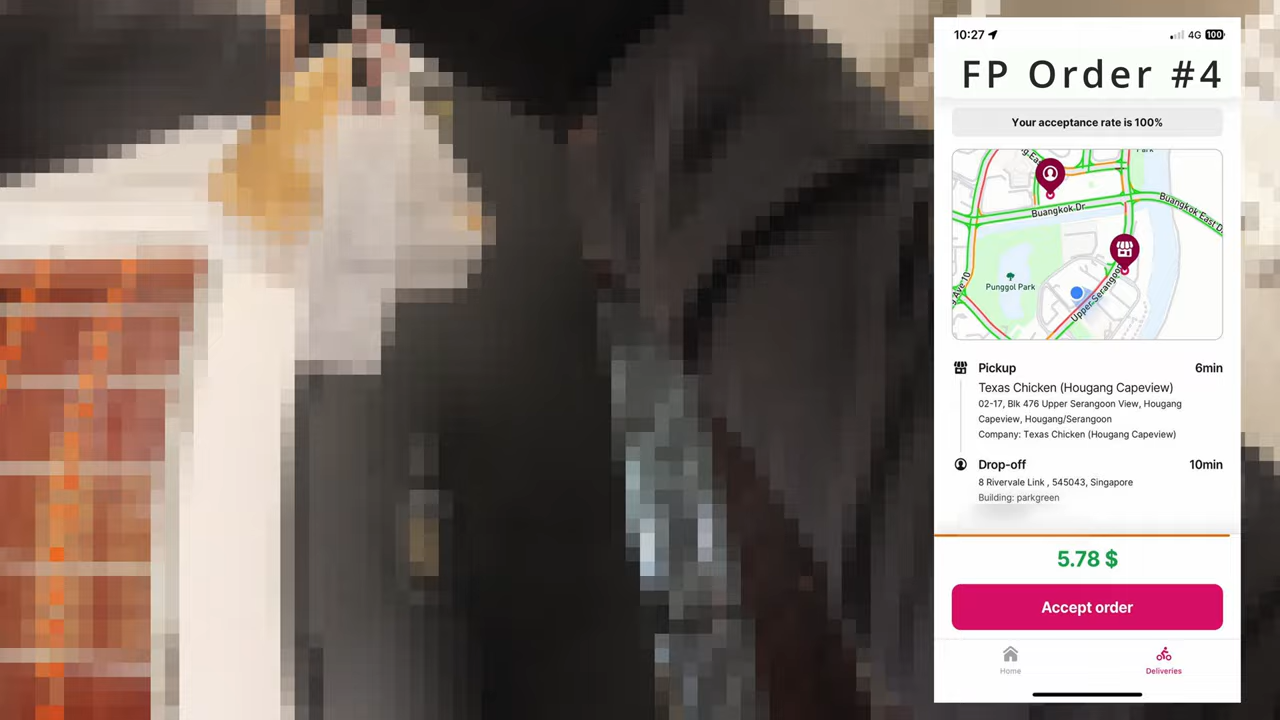 10:27
4G
100
FP Order #4
Your acceptance rate is 100%
Park
Buangkok Dr
Buangkok East D
Punggol Park
Ave 10
Upper Serangoon
Pickup
6min
Texas Chicken (Hougang Capeview)
02-17, Blk 476 Upper Serangoon View, Hougang
Capeview, Hougang/Serangoon
Company: Texas Chicken (Hougang Capeview)
Drop-off
10min
8 Rivervale Link , 545043, Singapore
Building: parkgreen
5.78 $
Accept order
Home
Deliveries